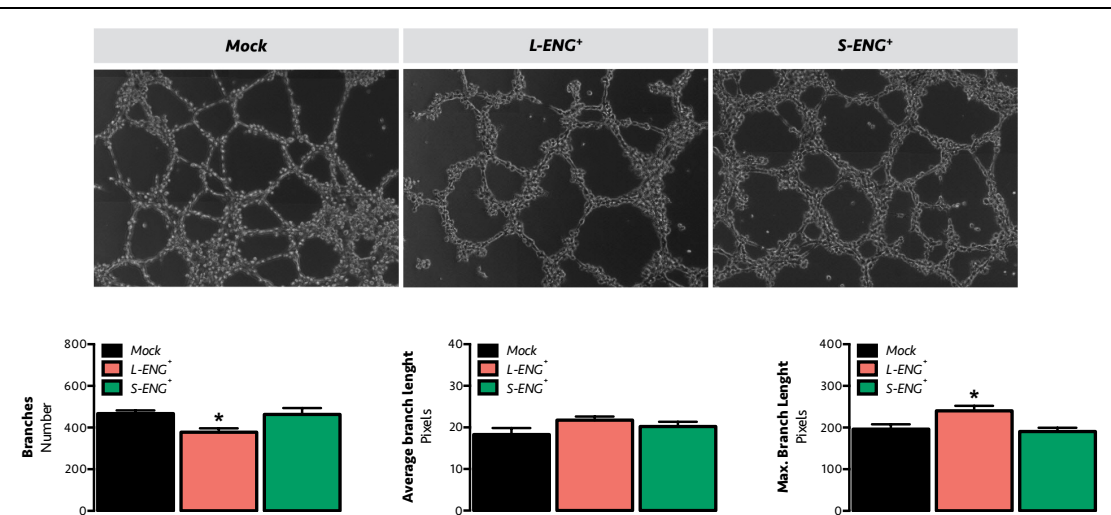 Mock
L-ENG+
S-ENG+
800
600
400
200
0
Branches
Number
Mock
L-ENG+
S-ENG+
*
40
30
20
10
0
Average branch lenght
Pixels
Mock
L-ENG+
S-ENG+
400
300
200
100
0
Max. Branch Lenght
Pixels
Mock
L-ENG+
S-ENG+
*